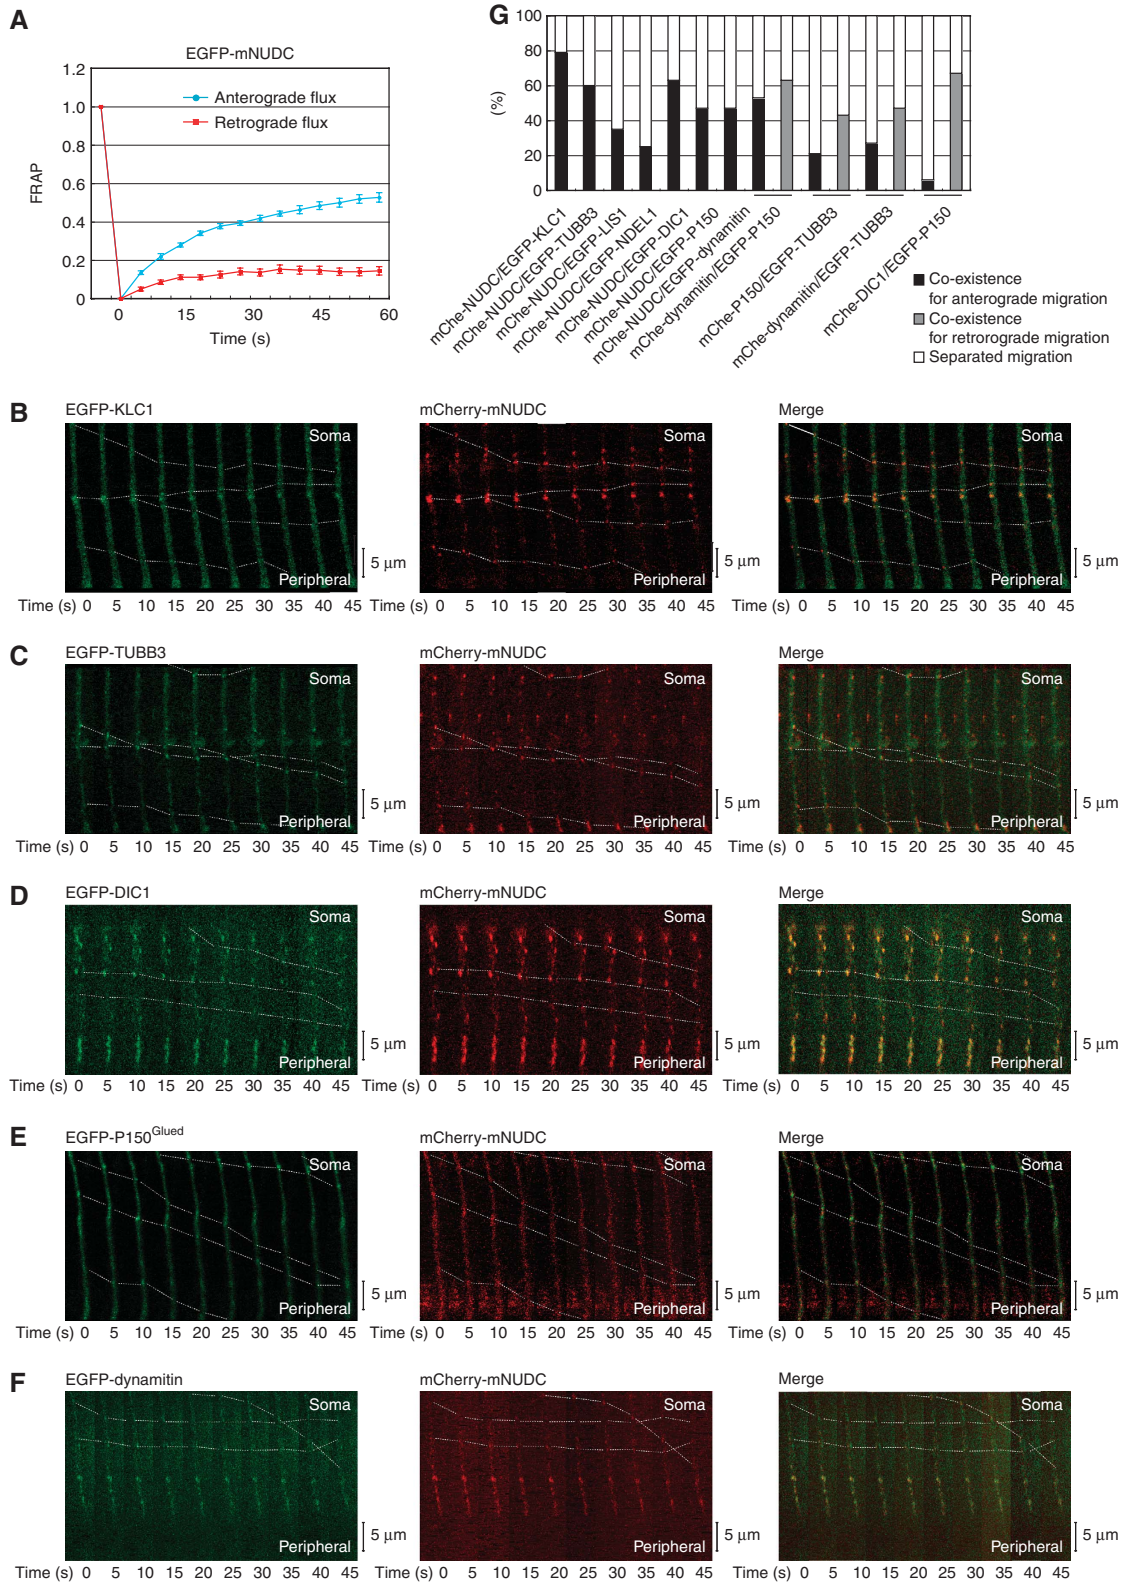 A
EGFP-mNUDC
1.2
1.0
0.8
0.6
0.4
0.2
0
FRAP
Anterograde flux
Retrograde flux
0 15 30 45 60
Time (s)
G
100
80
60
40
20
0
(%)
mChe-NUDC/EGFP-KLC1
mChe-NUDC/EGFP-TUBB3
mChe-NUDC/EGFP-LIS1
mChe-NUDC/EGFP-NDEL1
mChe-NUDC/EGFP-DIC1
mChe-NUDC/EGFP-P150
mChe-NUDC/EGFP-dynamitin
mChe-dynamitin/EGFP-P150
mChe-P150/EGFP-TUBB3
mChe-dynamitin/EGFP-TUBB3
mChe-DIC1/EGFP-P150
Co-existence
for anterograde migration
Co-existence
for retrorograde migration
Separated migration
B
EGFP-KLC1 mCherry-mNUDC Merge
Soma Soma Soma
Peripheral Peripheral Peripheral
5 μm 5 μm 5 μm
Time (s) 0 5 10 15 20 25 30 35 40 45 Time (s) 0 5 10 15 20 25 30 35 40 45 Time (s) 0 5 10 15 20 25 30 35 40 45
C
EGFP-TUBB3 mCherry-mNUDC Merge
Soma Soma Soma
Peripheral Peripheral Peripheral
5 μm 5 μm 5 μm
Time (s) 0 5 10 15 20 25 30 35 40 45 Time (s) 0 5 10 15 20 25 30 35 40 45 Time (s) 0 5 10 15 20 25 30 35 40 45
D
EGFP-DIC1 mCherry-mNUDC Merge
Soma Soma Soma
Peripheral Peripheral Peripheral
5 μm 5 μm 5 μm
Time (s) 0 5 10 15 20 25 30 35 40 45 Time (s) 0 5 10 15 20 25 30 35 40 45 Time (s) 0 5 10 15 20 25 30 35 40 45
E
EGFP-P150Glued mCherry-mNUDC Merge
Soma Soma Soma
Peripheral Peripheral Peripheral
5 μm 5 μm 5 μm
Time (s) 0 5 10 15 20 25 30 35 40 45 Time (s) 0 5 10 15 20 25 30 35 40 45 Time (s) 0 5 10 15 20 25 30 35 40 45
F
EGFP-dynamitin mCherry-mNUDC Merge
Soma Soma Soma
Peripheral Peripheral Peripheral
5 μm 5 μm 5 μm
Time (s) 0 5 10 15 20 25 30 35 40 45 Time (s) 0 5 10 15 20 25 30 35 40 45 Time (s) 0 5 10 15 20 25 30 35 40 45